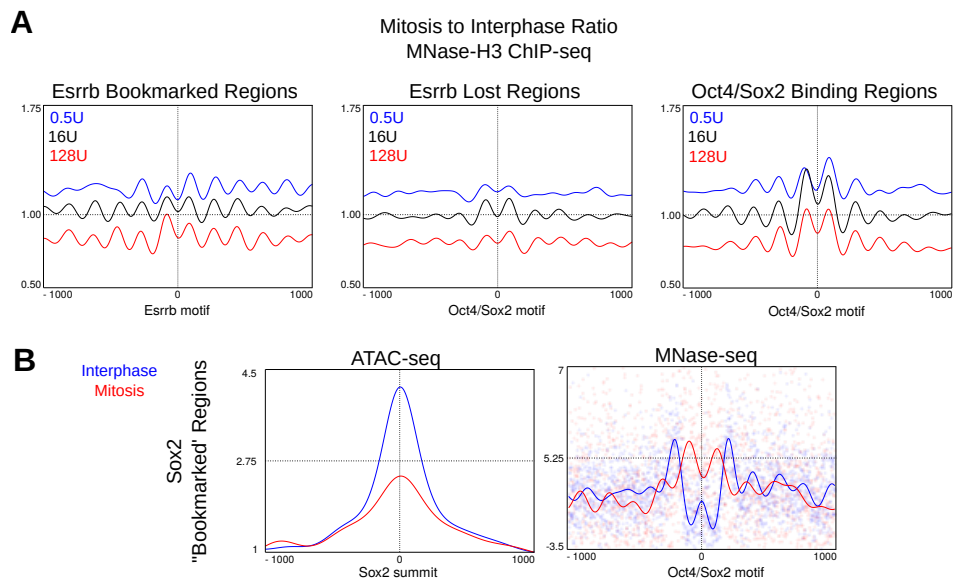 A
Mitosis to Interphase Ratio
MNase-H3 ChIP-seq
Esrrb Bookmarked Regions
1.75
0.5U
16U
128U
1.00
0.50
- 1000
0
1000
Esrrb motif
Esrrb Lost Regions
1.75
0.5U
16U
128U
1.00
0.50
- 1000
0
1000
Oct4/Sox2 motif
Oct4/Sox2 Binding Regions
1.75
0.5U
16U
128U
1.00
0.50
- 1000
0
1000
Oct4/Sox2 motif
B
Interphase
Mitosis
Sox2
"Bookmarked' Regions
ATAC-seq
4.5
2.75
1
- 1000
0
1000
Sox2 summit
MNase-seq
7
5.25
-3.5
- 1000
0
1000
Oct4/Sox2 motif